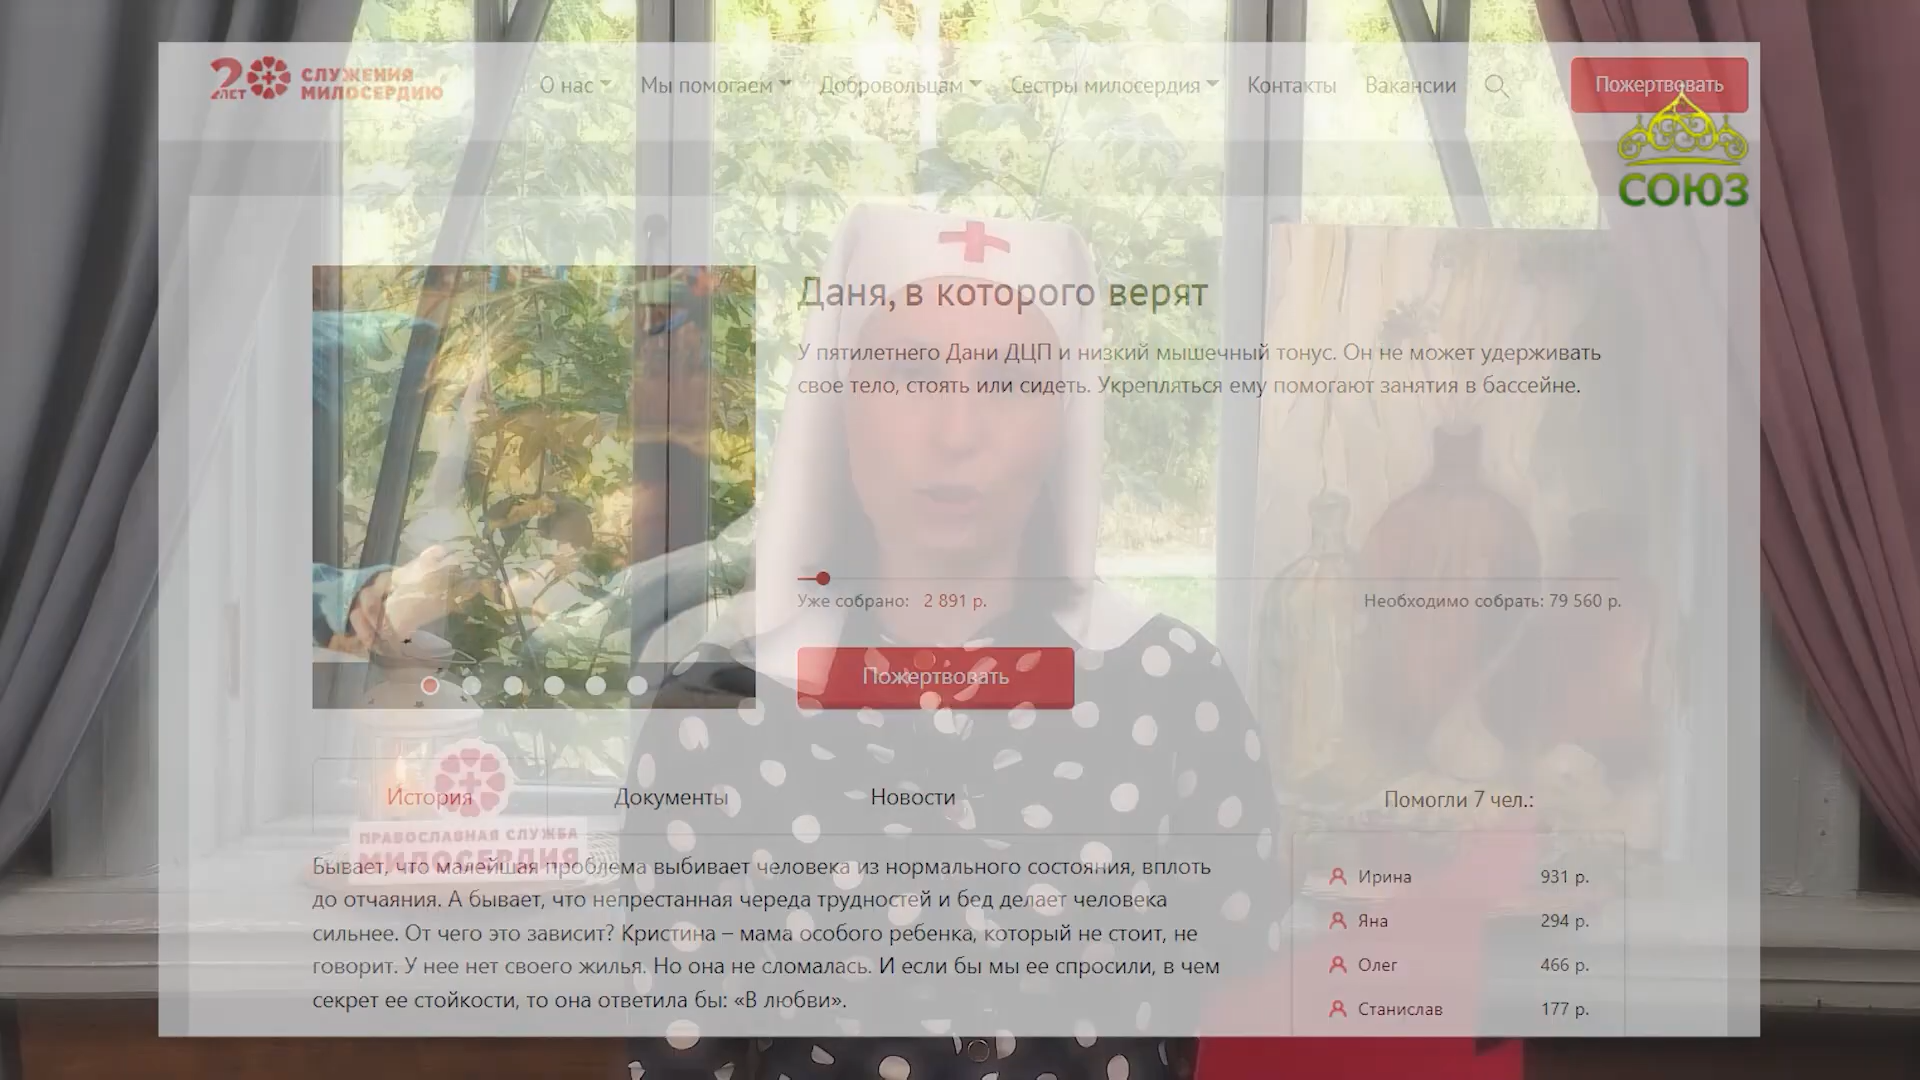 20 ЛЕТ СЛУЖЕНИЯ МИЛОСЕРДИЮ
О нас Мы помогаем Добровольцам Сестры милосердия Контакты Вакансии Пожертвовать
СОЮЗ
Даня, в которого верят
У пятилетнего Дани ДЦП и низкий мышечный тонус. Он не может удерживать
свое тело, стоять или сидеть. Укрепляться ему помогают занятия в бассейне.
Уже собрано: 2 891 р. Необходимо собрать: 79 560 р.
Пожертвовать
История Документы Новости
Помогли 7 чел.:
ПРАВОСЛАВНАЯ СЛУЖБА
МИЛОСЕРДИЯ
Бывает, что малейшая проблема выбивает человека из нормального состояния, вплоть
до отчаяния. А бывает, что непрестанная череда трудностей и бед делает человека
сильнее. От чего это зависит? Кристина – мама особого ребенка, который не стоит, не
говорит. У нее нет своего жилья. Но она не сломалась. И если бы мы ее спросили, в чем
секрет ее стойкости, то она ответила бы: «В любви».
Ирина 931 р.
Яна 294 р.
Олег 466 р.
Станислав 177 р.